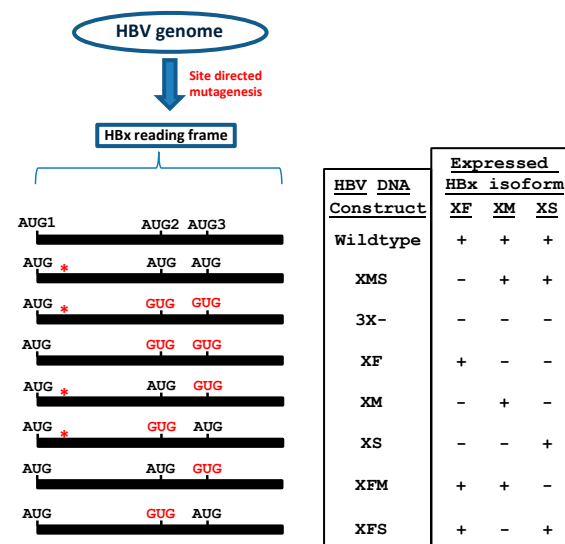 HBV genome
Site directed
mutagenesis
HBx reading frame
Expressed
HBV DNA HBx isoform
Construct XF XM XS
AUG1 AUG2 AUG3
Wildtype + + +
AUG * AUG AUG
XMS - + +
AUG * GUG GUG
3X- - - -
AUG GUG GUG
XF + - -
AUG * AUG GUG
XM - + -
AUG * GUG AUG
XS - - +
AUG AUG GUG
XFM + + -
AUG GUG AUG
XFS + - +